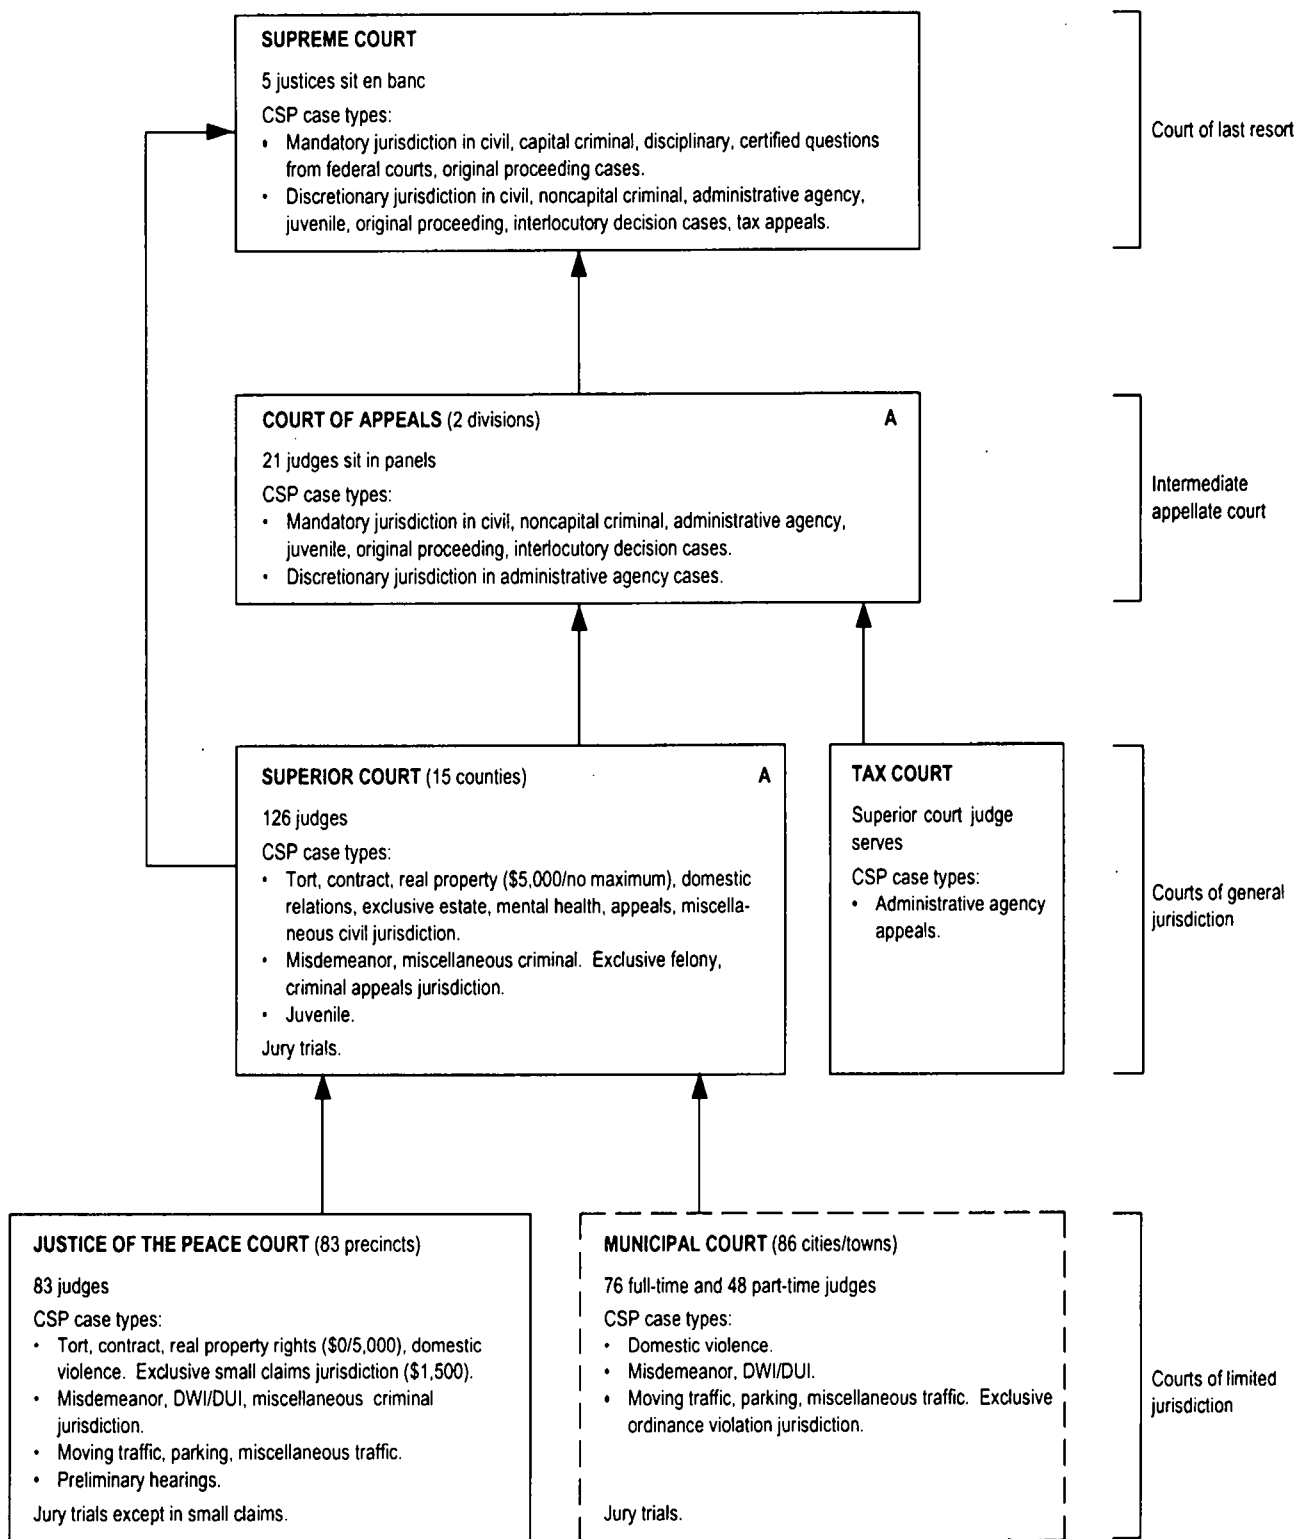 SUPREME COURT
5 justices sit en banc
CSP case types:
• Mandatory jurisdiction in civil, capital criminal, disciplinary, certified questions
from federal courts, original proceeding cases.
• Discretionary jurisdiction in civil, noncapital criminal, administrative agency,
juvenile, original proceeding, interlocutory decision cases, tax appeals.
Court of last resort
COURT OF APPEALS (2 divisions) A
21 judges sit in panels
CSP case types:
• Mandatory jurisdiction in civil, noncapital criminal, administrative agency,
juvenile, original proceeding, interlocutory decision cases.
• Discretionary jurisdiction in administrative agency cases.
Intermediate
appellate court
SUPERIOR COURT (15 counties) A
126 judges
CSP case types:
• Tort, contract, real property ($5,000/no maximum), domestic
relations, exclusive estate, mental health, appeals, miscella-
neous civil jurisdiction.
• Misdemeanor, miscellaneous criminal. Exclusive felony,
criminal appeals jurisdiction.
• Juvenile.
Jury trials.
TAX COURT
Superior court judge
serves
CSP case types:
• Administrative agency
appeals.
Courts of general
jurisdiction
JUSTICE OF THE PEACE COURT (83 precincts)
83 judges
CSP case types:
• Tort, contract, real property rights ($0/5,000), domestic
violence. Exclusive small claims jurisdiction ($1,500).
• Misdemeanor, DWI/DUI, miscellaneous criminal
jurisdiction.
• Moving traffic, parking, miscellaneous traffic.
• Preliminary hearings.
Jury trials except in small claims.
MUNICIPAL COURT (86 cities/towns)
76 full-time and 48 part-time judges
CSP case types:
• Domestic violence.
• Misdemeanor, DWI/DUI.
• Moving traffic, parking, miscellaneous traffic. Exclusive
ordinance violation jurisdiction.
Jury trials.
Courts of limited
jurisdiction